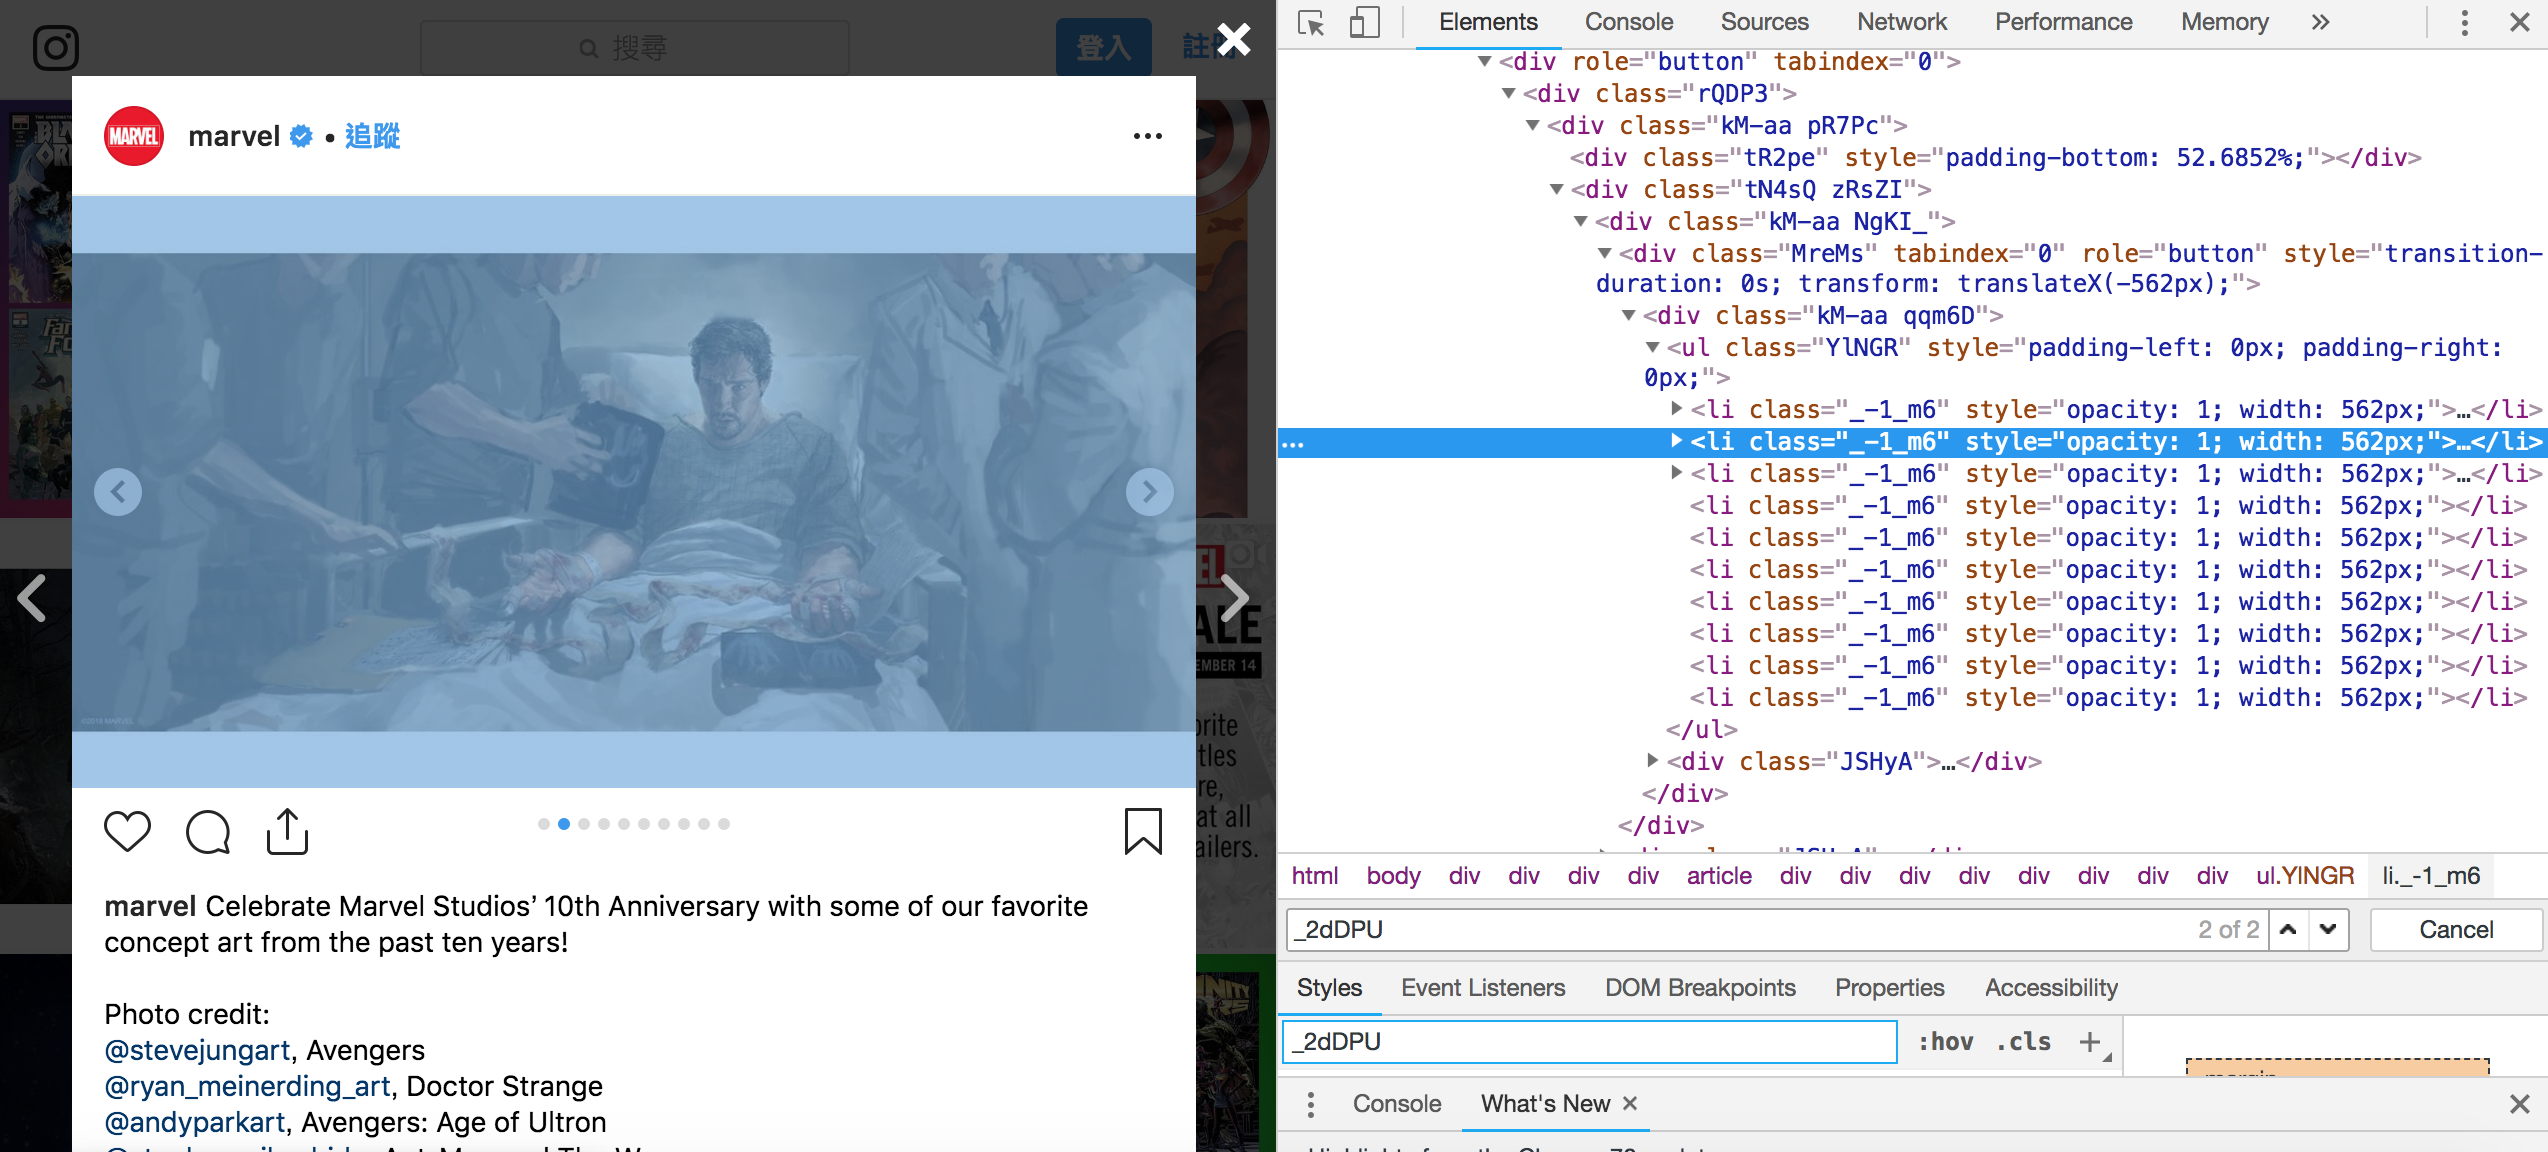 搜尋
登入
MARVEL
marvel • 追蹤
©2018 MARVEL
EMBER 14
marvel Celebrate Marvel Studios’ 10th Anniversary with some of our favorite
concept art from the past ten years!
Photo credit:
@stevejungart, Avengers
@ryan_meinerding_art, Doctor Strange
@andyparkart, Avengers: Age of Ultron
Elements Console Sources Network Performance Memory »
<div role="button" tabindex="0">
<div class="rQDP3">
<div class="kM-aa pR7Pc">
<div class="tR2pe" style="padding-bottom: 52.6852%;"></div>
<div class="tN4sQ zRsZI">
<div class="kM-aa NgKI_">
<div class="MreMs" tabindex="0" role="button" style="transition-
duration: 0s; transform: translateX(-562px);">
<div class="kM-aa qqm6D">
<ul class="YlNGR" style="padding-left: 0px; padding-right:
0px;">
<li class="_-1_m6" style="opacity: 1; width: 562px;">…</li>
… <li class="_-1_m6" style="opacity: 1; width: 562px;">…</li>
<li class="_-1_m6" style="opacity: 1; width: 562px;">…</li>
<li class="_-1_m6" style="opacity: 1; width: 562px;"></li>
<li class="_-1_m6" style="opacity: 1; width: 562px;"></li>
<li class="_-1_m6" style="opacity: 1; width: 562px;"></li>
<li class="_-1_m6" style="opacity: 1; width: 562px;"></li>
<li class="_-1_m6" style="opacity: 1; width: 562px;"></li>
<li class="_-1_m6" style="opacity: 1; width: 562px;"></li>
<li class="_-1_m6" style="opacity: 1; width: 562px;"></li>
</ul>
<div class="JSHyA">…</div>
</div>
</div>
html body div div div div article div div div div div div div div ul.YlNGR li._-1_m6
_2dDPU 2 of 2 Cancel
Styles Event Listeners DOM Breakpoints Properties Accessibility
_2dDPU :hov .cls +
Console What's New ×